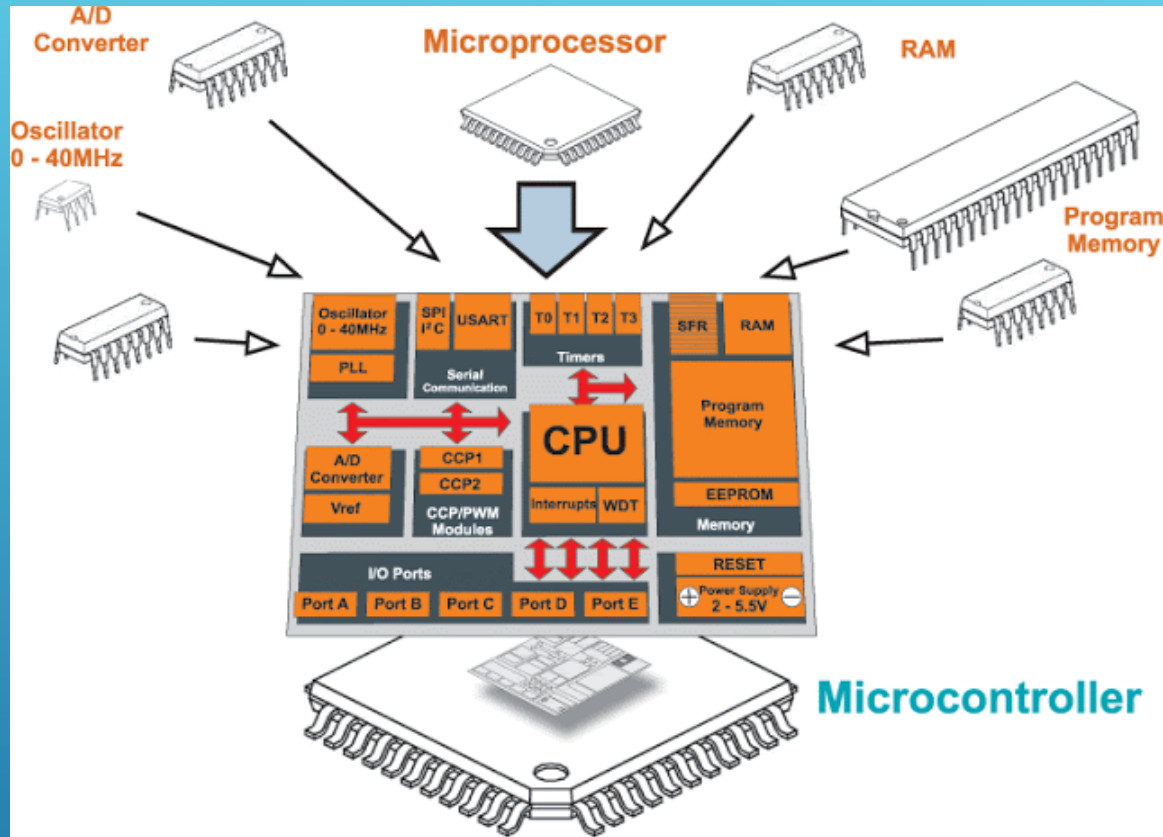 A/D
Converter
Microprocessor
RAM
Oscillator
0 - 40MHz
Program
Memory
Oscillator
0 - 40MHz
PLL
SPI
I²C
USART
Serial
Communication
T0 T1 T2 T3
Timers
SFR
RAM
Program
Memory
EEPROM
Memory
A/D
Converter
Vref
CCP1
CCP2
CCP/PWM
Modules
CPU
Interrupts
WDT
I/O Ports
Port A Port B Port C Port D Port E
RESET
+ Power Supply −
2 - 5.5V
Microcontroller